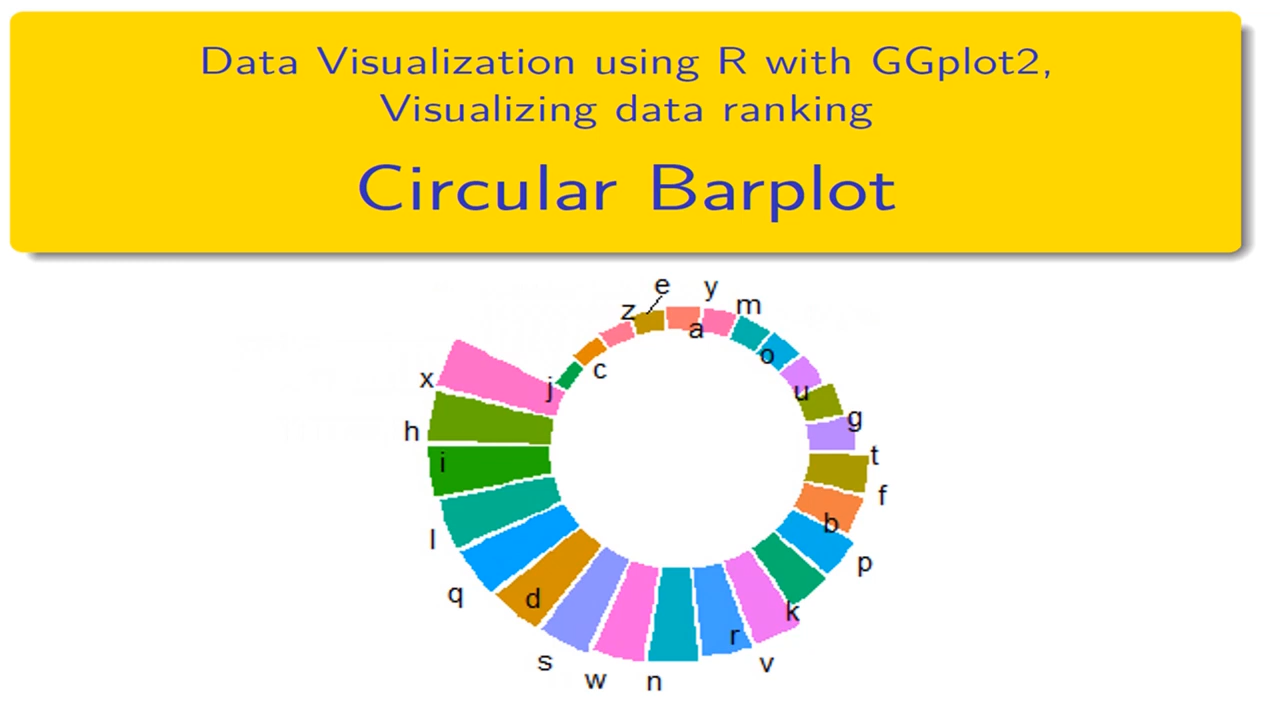 Data Visualization using R with GGplot2,
Visualizing data ranking
Circular Barplot
e
y
z
m
a
o
c
x
j
u
g
h
t
i
f
b
l
p
q
d
k
r
s
v
w
n